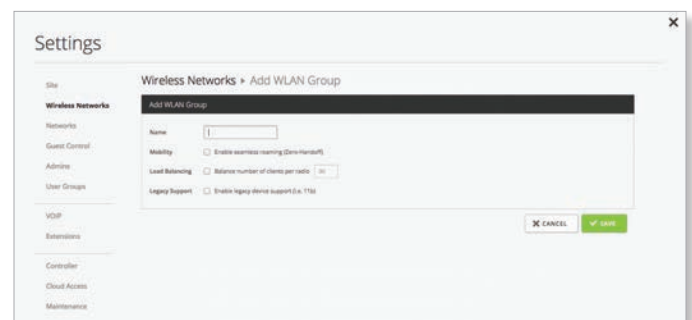 Settings
Site
Wireless Networks
Networks
Guest Control
Admins
User Groups
VOIP
Extensions
Controller
Cloud Access
Maintenance
Wireless Networks ▸ Add WLAN Group
Add WLAN Group
Name
Mobility Enable seamless roaming (Zero-Handoff)
Load Balancing Balance number of clients per radio
Legacy Support Enable legacy device support (i.e. 11b)
CANCEL
SAVE